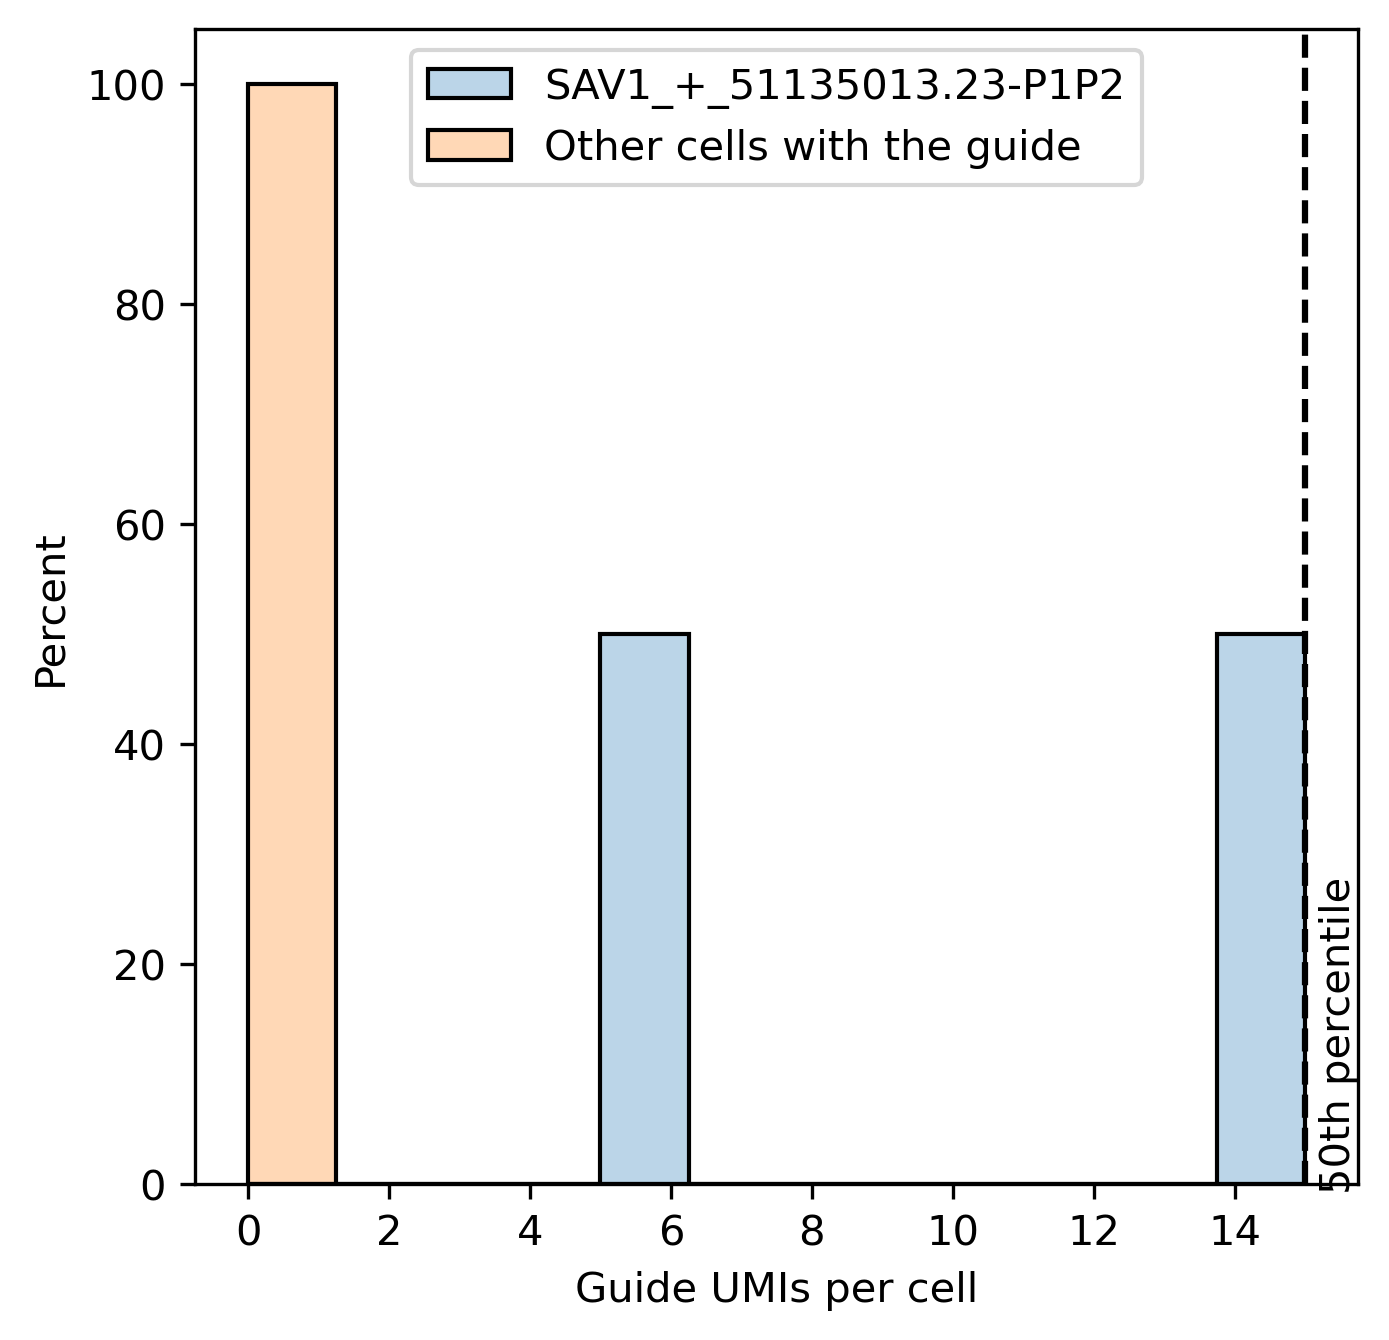 SAV1_+_51135013.23-P1P2
Other cells with the guide
100
80
60
40
20
0
Percent
50th percentile
0 2 4 6 8 10 12 14
Guide UMIs per cell